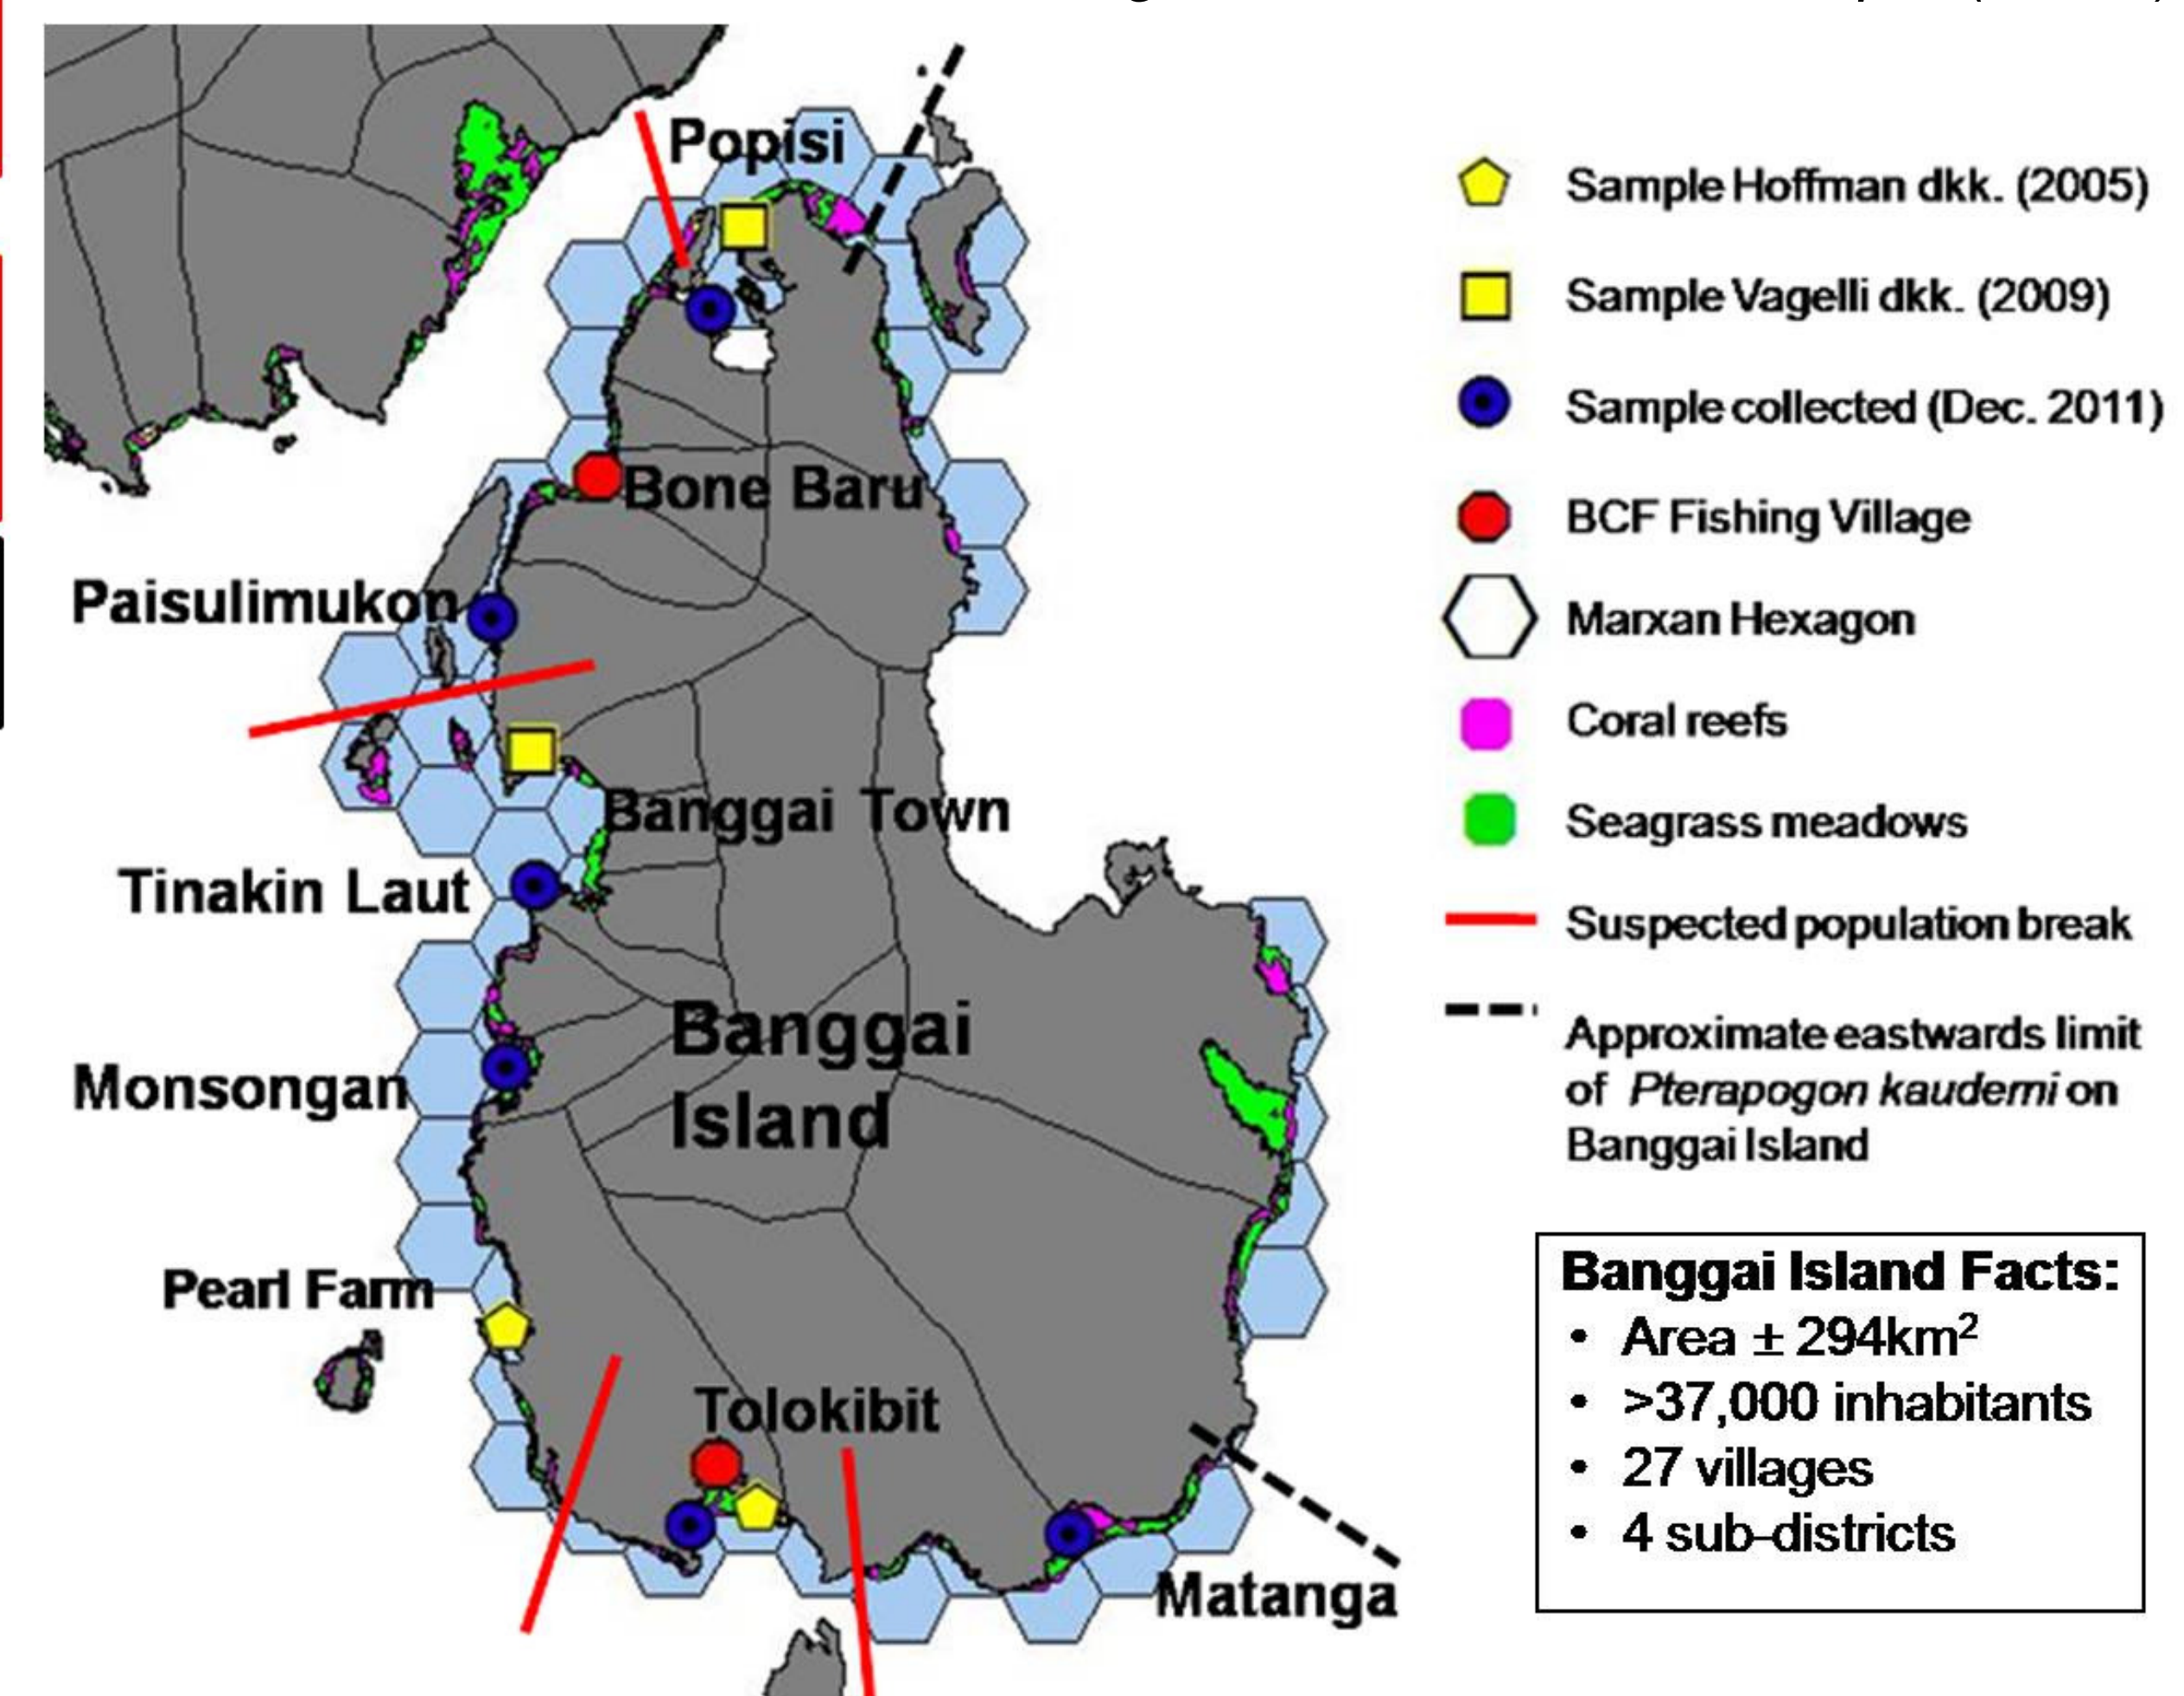 Popisi
Bone Baru
Paisulimukon
Banggai Town
Tinakin Laut
Banggai
Island
Monsongan
Pearl Farm
Tolokibit
Matanga
Sample Hoffman dkk. (2005)
Sample Vagelli dkk. (2009)
Sample collected (Dec. 2011)
BCF Fishing Village
Marxan Hexagon
Coral reefs
Seagrass meadows
Suspected population break
Approximate eastwards limit
of Pterapogon kauderni on
Banggai Island
Banggai Island Facts:
• Area ± 294km²
• >37,000 inhabitants
• 27 villages
• 4 sub-districts